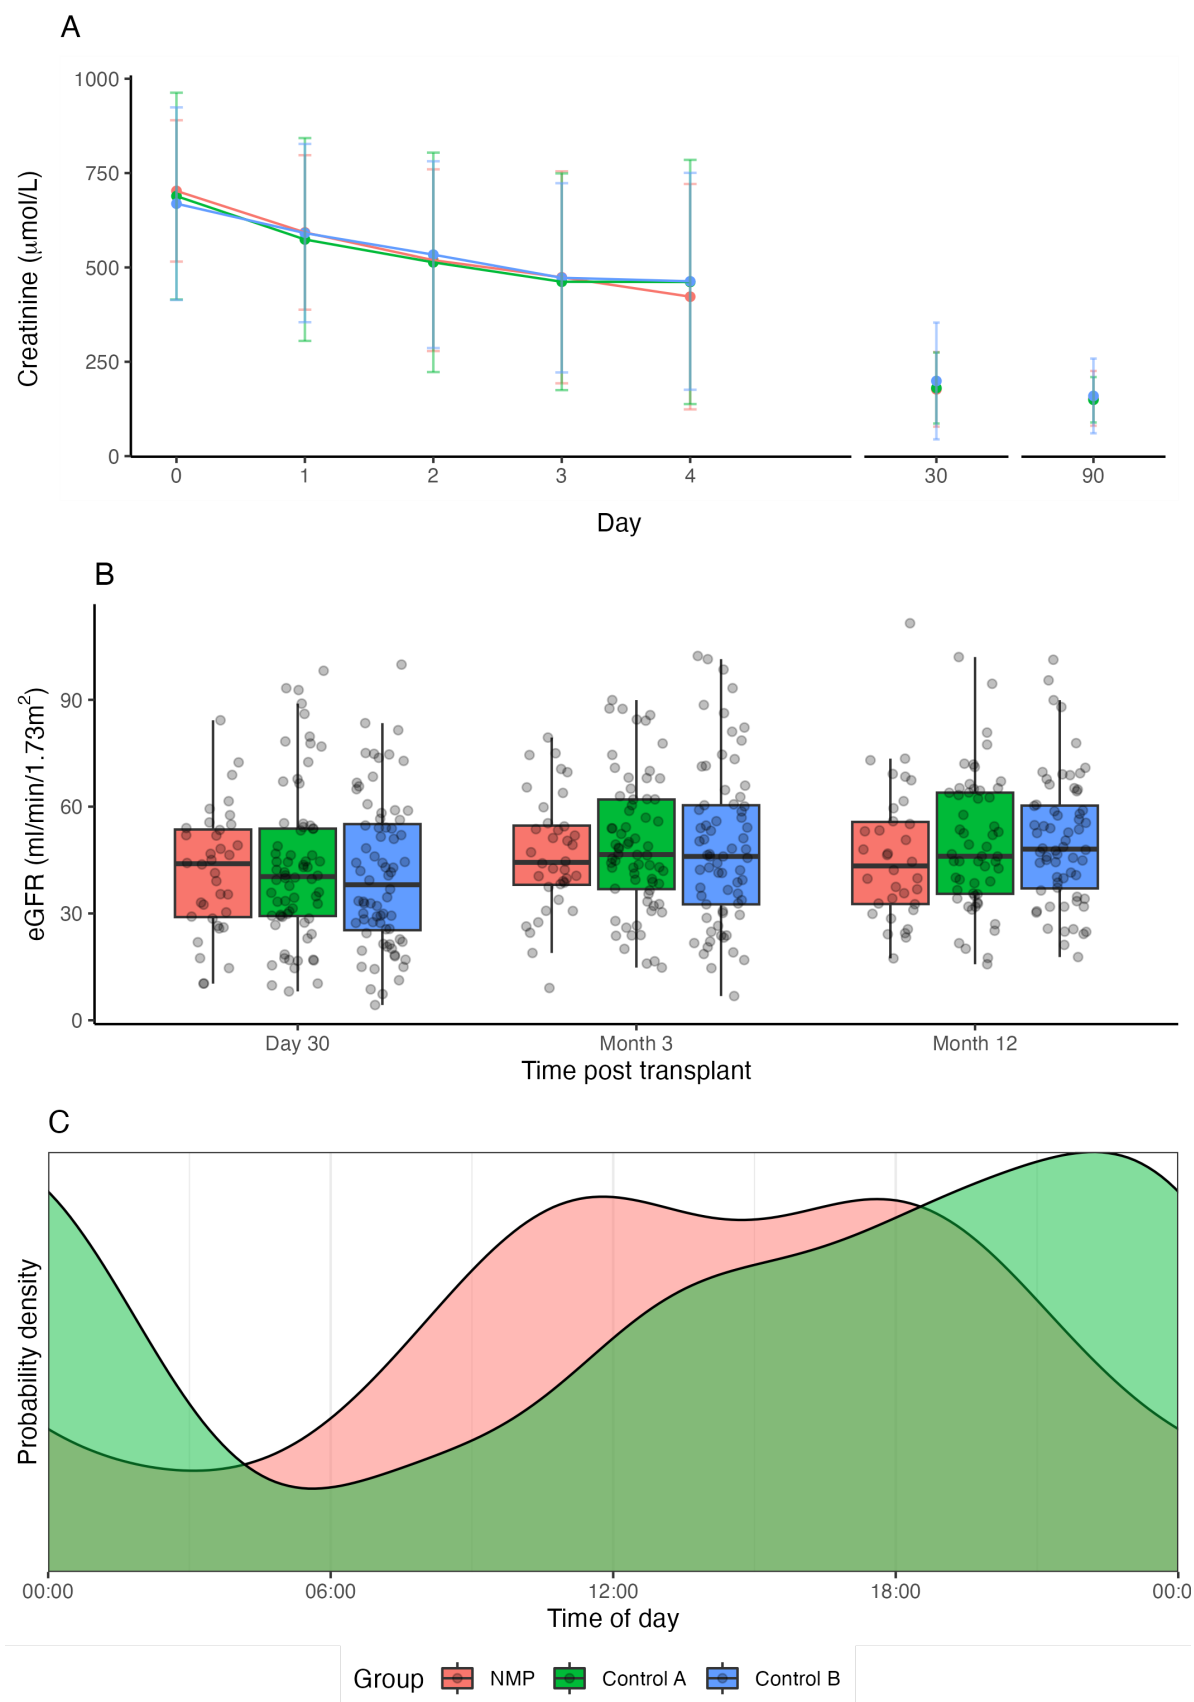 A
Creatinine (μmol/L)
1000
750
500
250
0
0 1 2 3 4 30 90
Day
B
eGFR (ml/min/1.73m²)
90
60
30
0
Day 30 Month 3 Month 12
Time post transplant
C
Probability density
00:00 06:00 12:00 18:00 00:0
Time of day
Group NMP Control A Control B